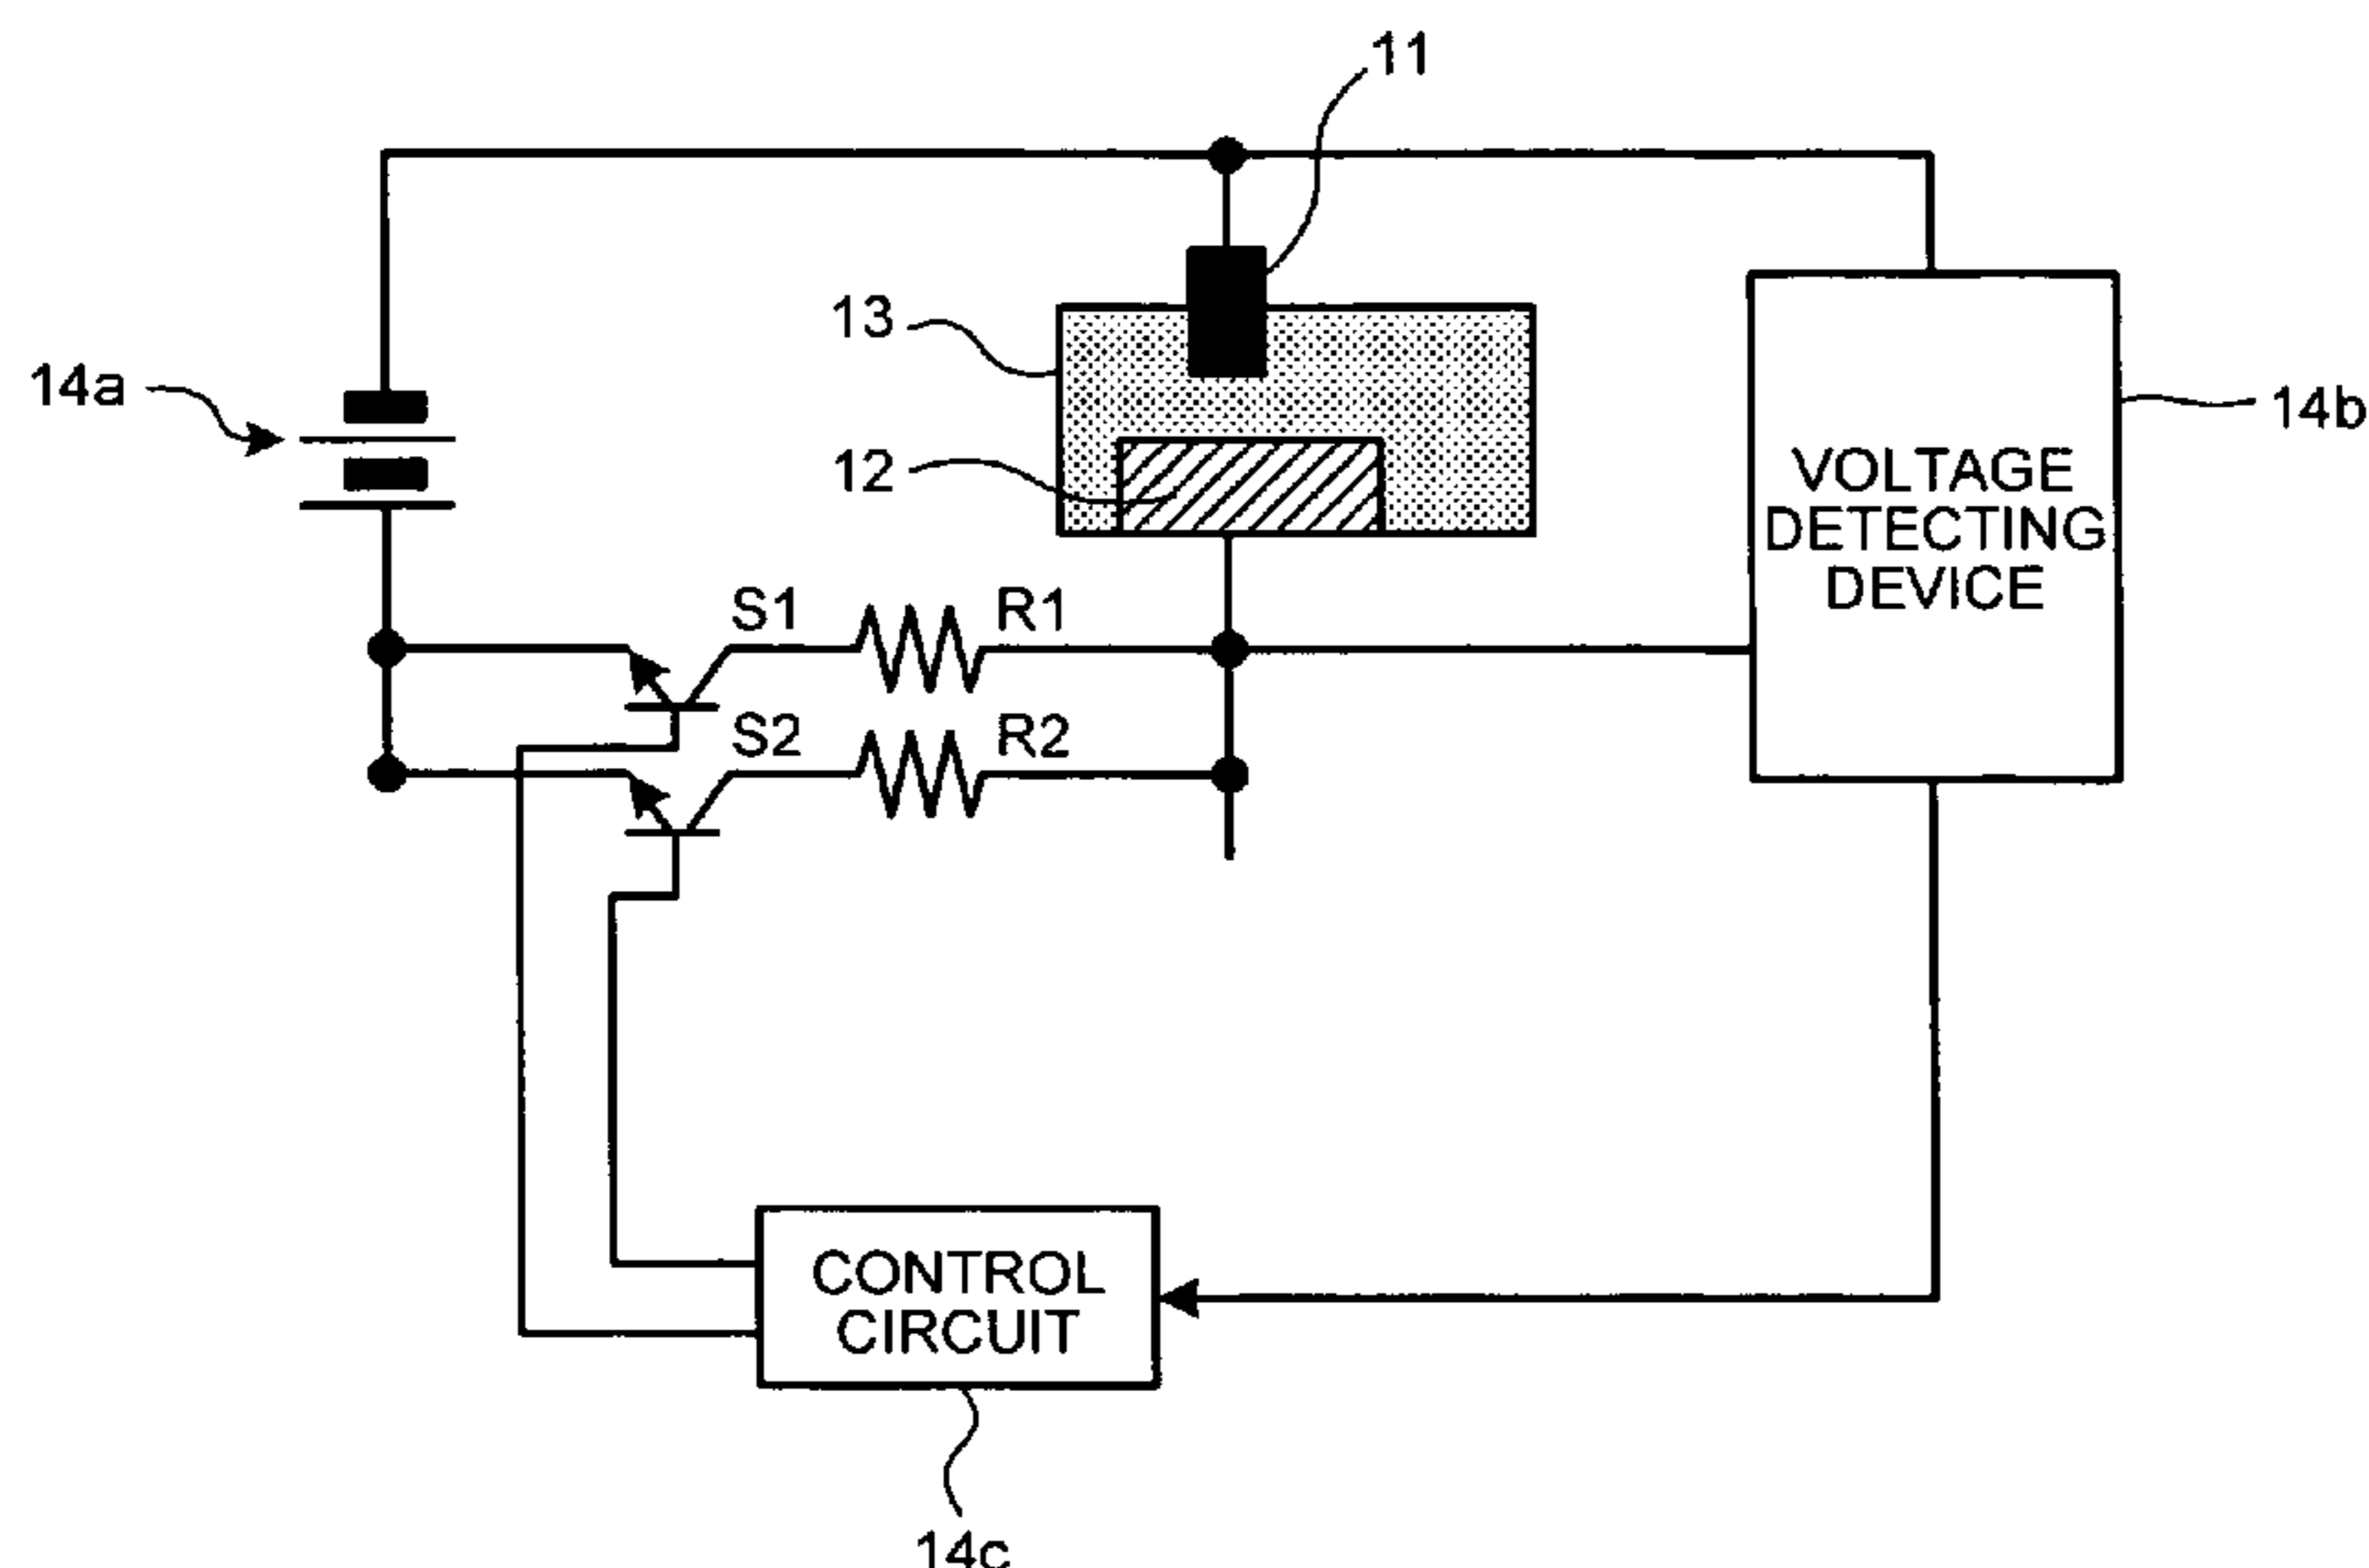 11
13
14a
14b
12
VOLTAGE
DETECTING
DEVICE
S1
R1
S2
R2
CONTROL
CIRCUIT
14c